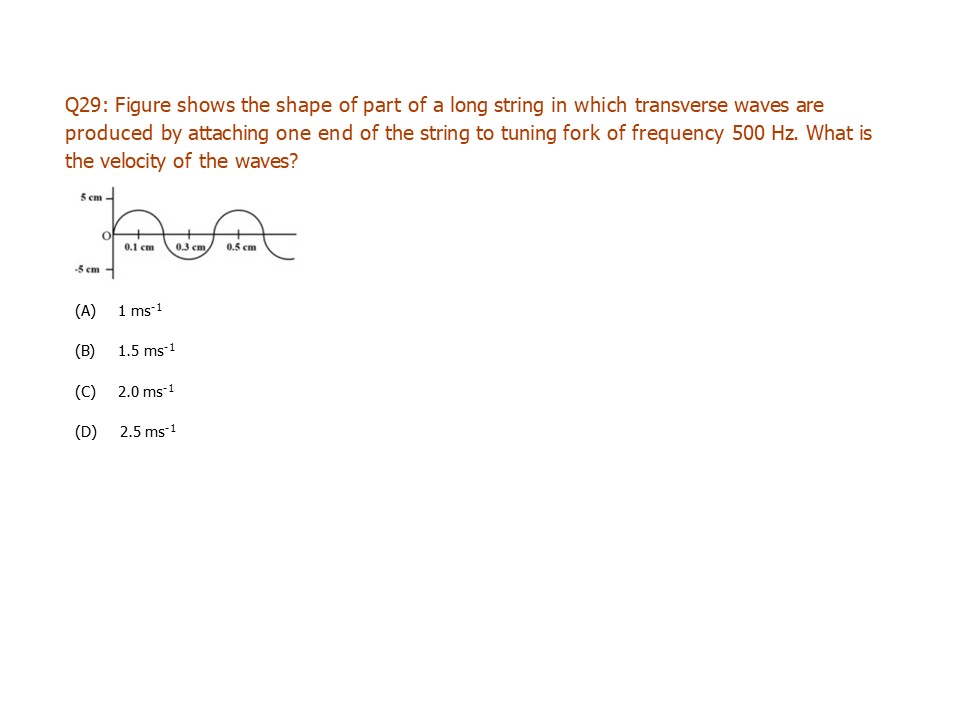 Q29: Figure shows the shape of part of a long string in which transverse waves are
produced by attaching one end of the string to tuning fork of frequency 500 Hz. What is
the velocity of the waves?
5 cm
O
0.1 cm 0.3 cm 0.5 cm
-5 cm
(A) 1 ms⁻¹
(B) 1.5 ms⁻¹
(C) 2.0 ms⁻¹
(D) 2.5 ms⁻¹